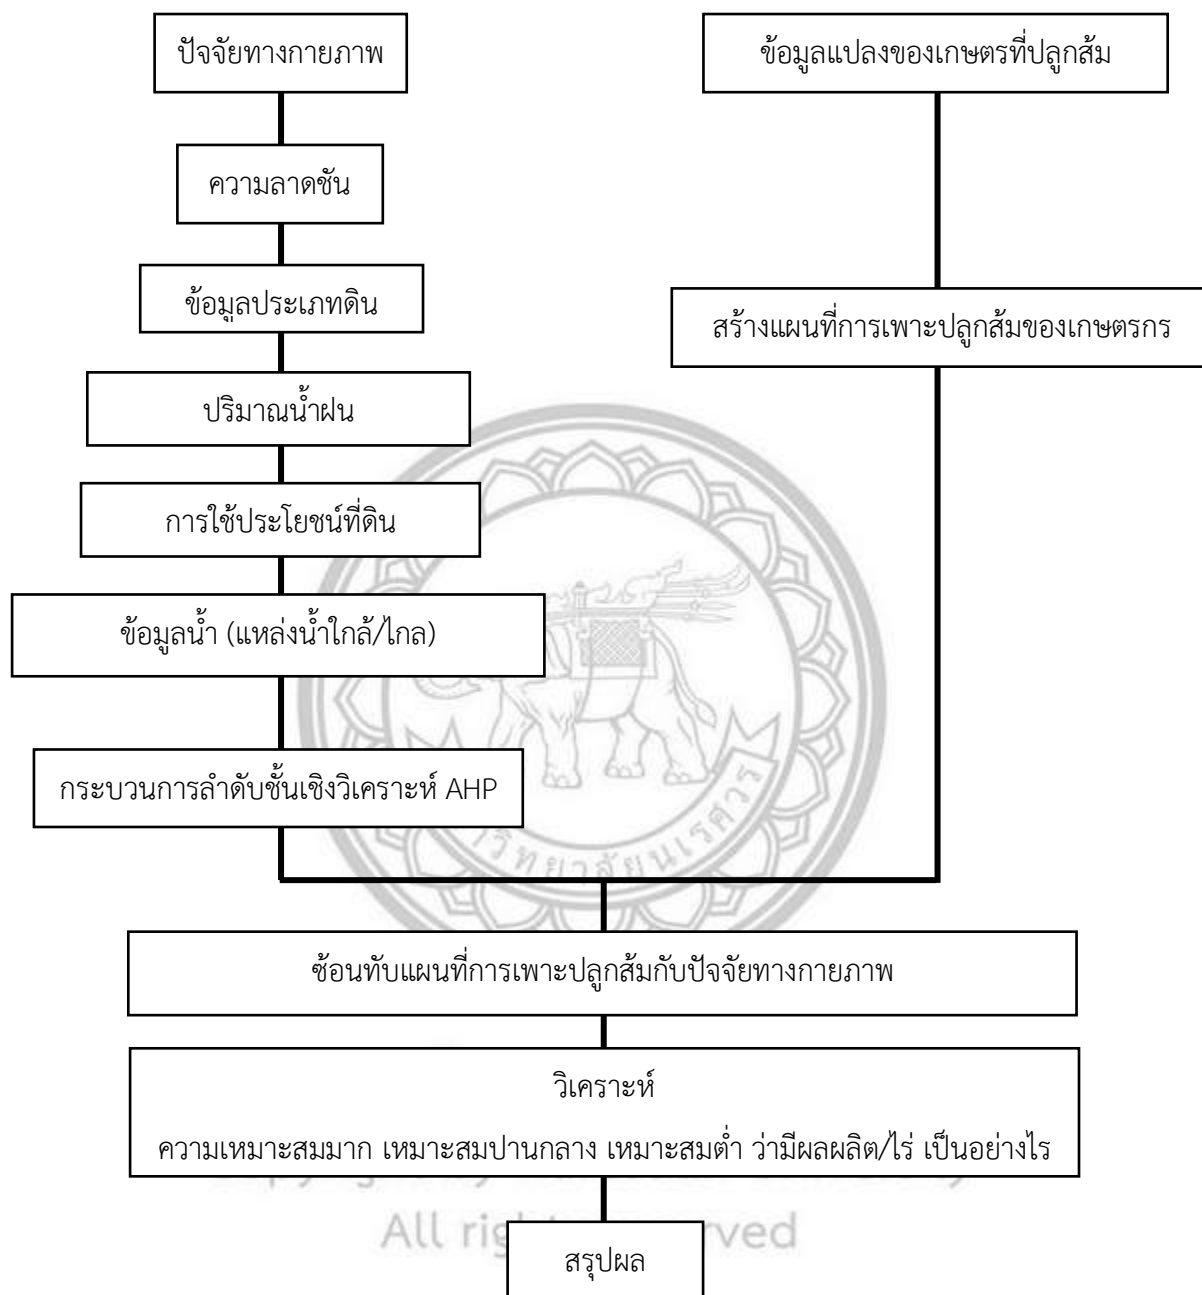 ปัจจัยทางกายภาพ
ข้อมูลแปลงของเกษตรที่ปลูกส้ม
ความลาดชัน
ข้อมูลประเภทดิน
สร้างแผนที่การเพาะปลูกส้มของเกษตรกร
ปริมาณน้ำฝน
การใช้ประโยชน์ที่ดิน
ข้อมูลน้ำ (แหล่งน้ำใกล้/ไกล)
กระบวนการลำดับชั้นเชิงวิเคราะห์ AHP
ซ้อนทับแผนที่การเพาะปลูกส้มกับปัจจัยทางกายภาพ
วิเคราะห์
ความเหมาะสมมาก เหมาะสมปานกลาง เหมาะสมต่ำ ว่ามีผลผลิต/ไร่ เป็นอย่างไร
All
สรุปผล